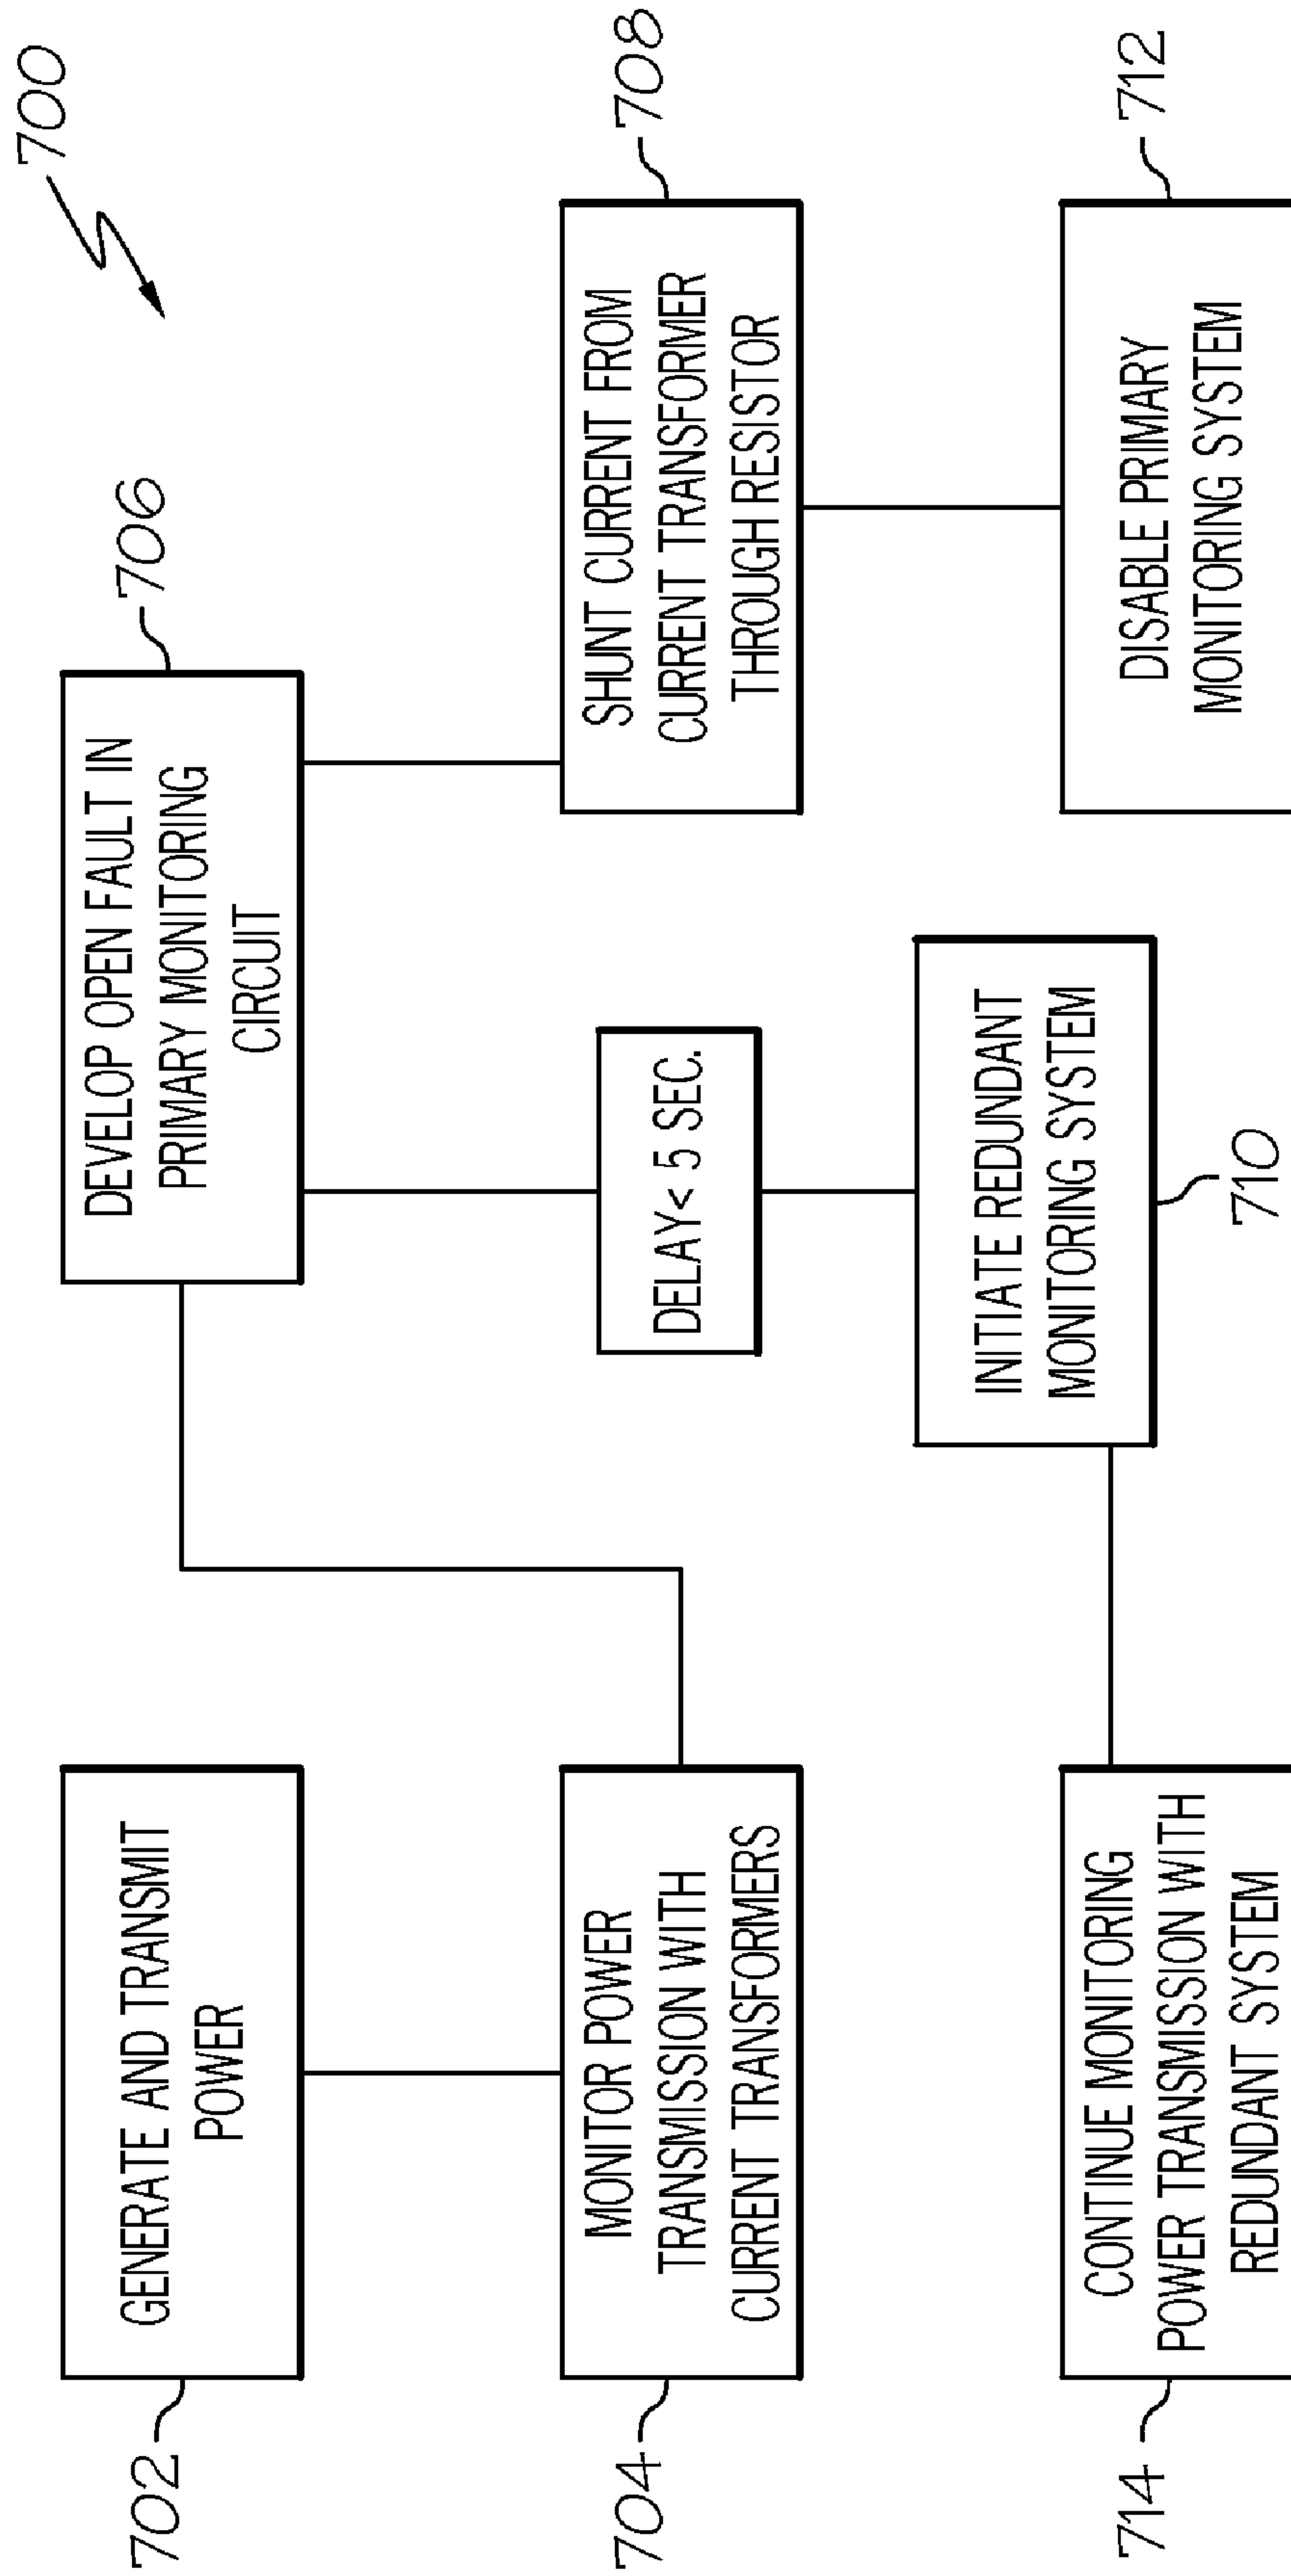 700
702
GENERATE AND TRANSMIT
POWER
704
MONITOR POWER
TRANSMISSION WITH
CURRENT TRANSFORMERS
706
DEVELOP OPEN FAULT IN
PRIMARY MONITORING
CIRCUIT
DELAY< 5 SEC.
708
SHUNT CURRENT FROM
CURRENT TRANSFORMER
THROUGH RESISTOR
INITIATE REDUNDANT
MONITORING SYSTEM
710
712
DISABLE PRIMARY
MONITORING SYSTEM
714
CONTINUE MONITORING
POWER TRANSMISSION WITH
REDUNDANT SYSTEM